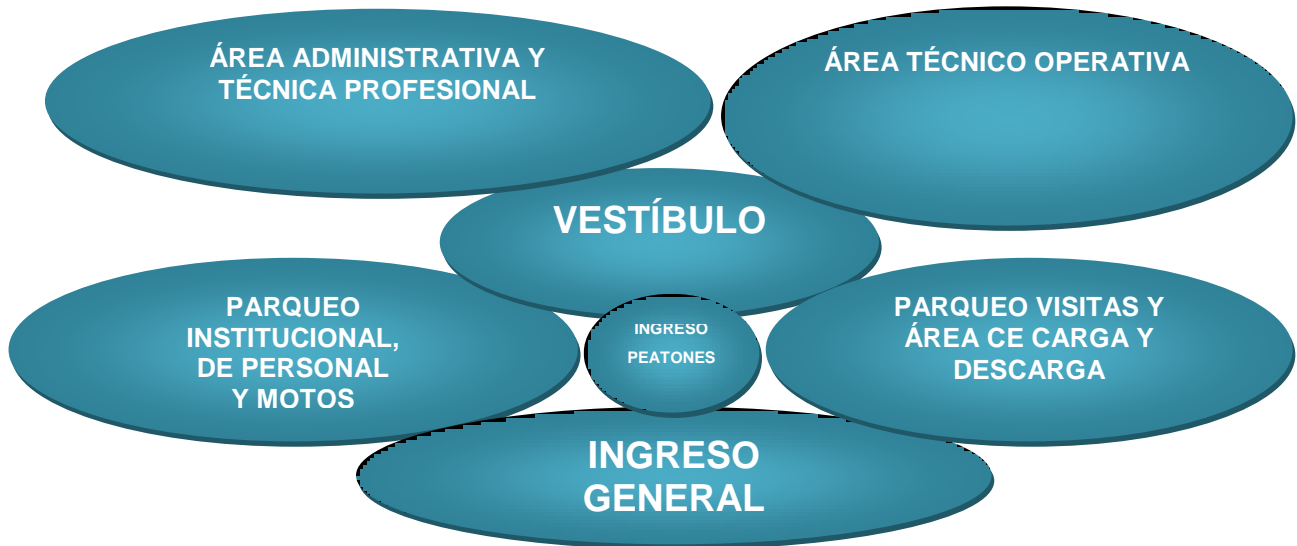 ÁREA ADMINISTRATIVA Y
TÉCNICA PROFESIONAL
ÁREA TÉCNICO OPERATIVA
VESTÍBULO
PARQUEO
INSTITUCIONAL,
DE PERSONAL
Y MOTOS
INGRESO
PEATONES
PARQUEO VISITAS Y
ÁREA CE CARGA Y
DESCARGA
INGRESO
GENERAL